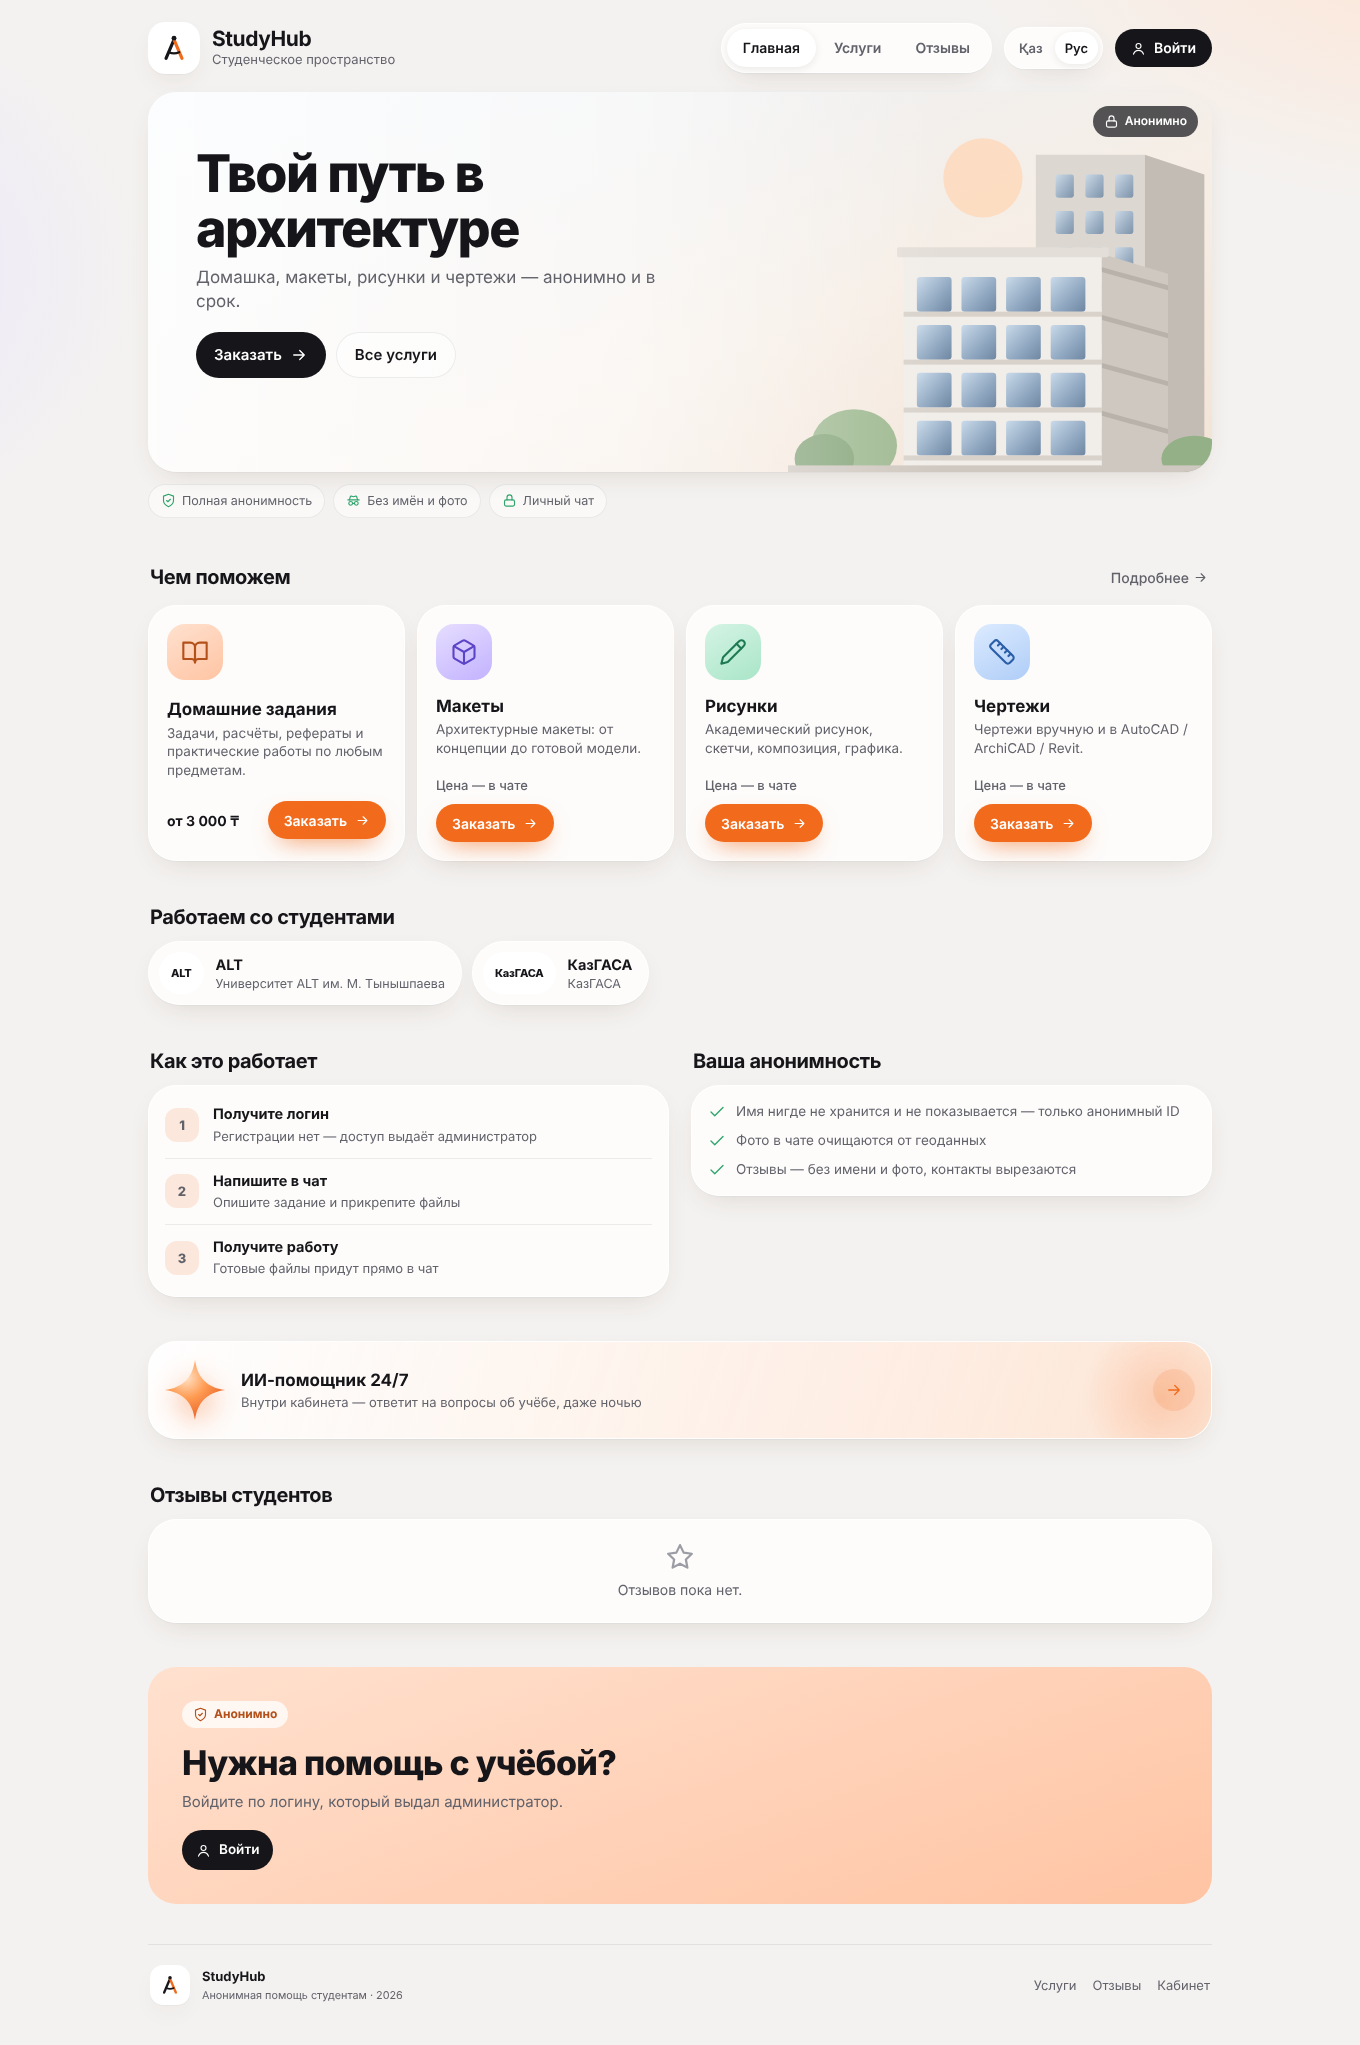 StudyHub
Студенческое пространство
Главная
Услуги
Отзывы
Қаз
Рус
Войти
Анонимно
Твой путь в
архитектуре
Домашка, макеты, рисунки и чертежи — анонимно и в
срок.
Заказать →
Все услуги
Полная анонимность
Без имён и фото
Личный чат
Чем поможем
Подробнее →
Домашние задания
Задачи, расчёты, рефераты и
практические работы по любым
предметам.
от 3 000 ₸
Заказать →
Макеты
Архитектурные макеты: от
концепции до готовой модели.
Цена — в чате
Заказать →
Рисунки
Академический рисунок,
скетчи, композиция, графика.
Цена — в чате
Заказать →
Чертежи
Чертежи вручную и в AutoCAD /
ArchiCAD / Revit.
Цена — в чате
Заказать →
Работаем со студентами
ALT
ALT
Университет ALT им. М. Тынышпаева
КазГАСА
КазГАСА
КазГАСА
Как это работает
1
Получите логин
Регистрации нет — доступ выдаёт администратор
2
Напишите в чат
Опишите задание и прикрепите файлы
3
Получите работу
Готовые файлы придут прямо в чат
Ваша анонимность
Имя нигде не хранится и не показывается — только анонимный ID
Фото в чате очищаются от геоданных
Отзывы — без имени и фото, контакты вырезаются
ИИ-помощник 24/7
Внутри кабинета — ответит на вопросы об учёбе, даже ночью
Отзывы студентов
Отзывов пока нет.
Анонимно
Нужна помощь с учёбой?
Войдите по логину, который выдал администратор.
Войти
StudyHub
Анонимная помощь студентам · 2026
Услуги
Отзывы
Кабинет